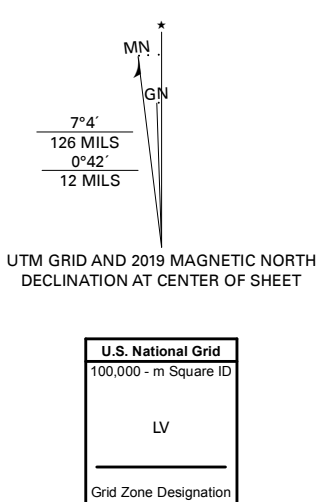 ★
MN
GN
7°4´
126 MILS
0°42´
12 MILS
UTM GRID AND 2019 MAGNETIC NORTH
DECLINATION AT CENTER OF SHEET
U.S. National Grid
100,000 - m Square ID
LV
Grid Zone Designation